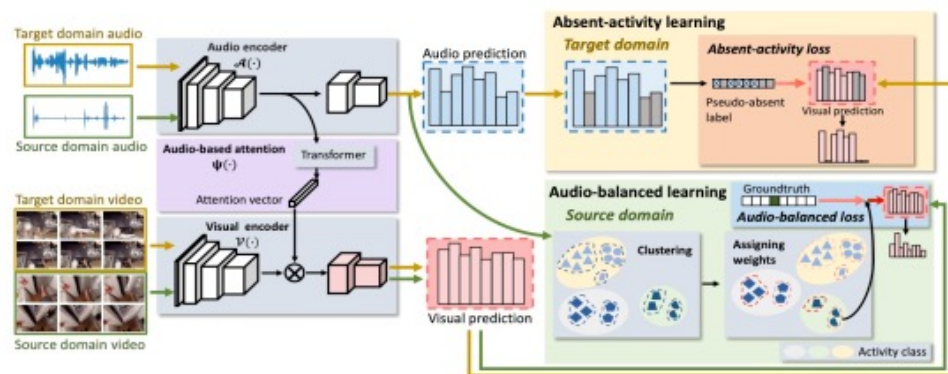 Target domain audio
Source domain audio
Target domain video
Source domain video
Audio encoder
𝒜(·)
Audio-based attention
Ψ(·)
Transformer
Attention vector
Visual encoder
𝒱(·)
Audio prediction
Visual prediction
Absent-activity learning
Target domain
Absent-activity loss
Pseudo-absent
label
Visual prediction
Audio-balanced learning
Source domain
Groundtruth
Audio-balanced loss
Clustering
Assigning
weights
Activity class